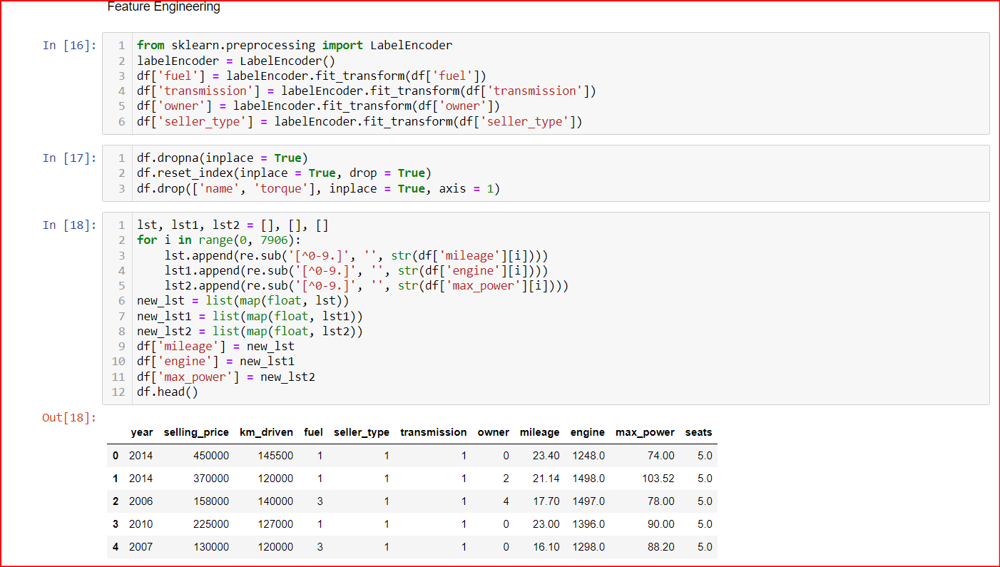 Feature Engineering
In [16]:
1 from sklearn.preprocessing import LabelEncoder
2 labelEncoder = LabelEncoder()
3 df['fuel'] = labelEncoder.fit_transform(df['fuel'])
4 df['transmission'] = labelEncoder.fit_transform(df['transmission'])
5 df['owner'] = labelEncoder.fit_transform(df['owner'])
6 df['seller_type'] = labelEncoder.fit_transform(df['seller_type'])
In [17]:
1 df.dropna(inplace = True)
2 df.reset_index(inplace = True, drop = True)
3 df.drop(['name', 'torque'], inplace = True, axis = 1)
In [18]:
1 lst, lst1, lst2 = [], [], []
2 for i in range(0, 7906):
3     lst.append(re.sub('[^0-9.]', '', str(df['mileage'][i])))
4     lst1.append(re.sub('[^0-9.]', '', str(df['engine'][i])))
5     lst2.append(re.sub('[^0-9.]', '', str(df['max_power'][i])))
6 new_lst = list(map(float, lst))
7 new_lst1 = list(map(float, lst1))
8 new_lst2 = list(map(float, lst2))
9 df['mileage'] = new_lst
10 df['engine'] = new_lst1
11 df['max_power'] = new_lst2
12 df.head()
Out[18]:
year selling_price km_driven fuel seller_type transmission owner mileage engine max_power seats
0 2014 450000 145500 1 1 1 0 23.40 1248.0 74.00 5.0
1 2014 370000 120000 1 1 1 2 21.14 1498.0 103.52 5.0
2 2006 158000 140000 3 1 1 4 17.70 1497.0 78.00 5.0
3 2010 225000 127000 1 1 1 0 23.00 1396.0 90.00 5.0
4 2007 130000 120000 3 1 1 0 16.10 1298.0 88.20 5.0